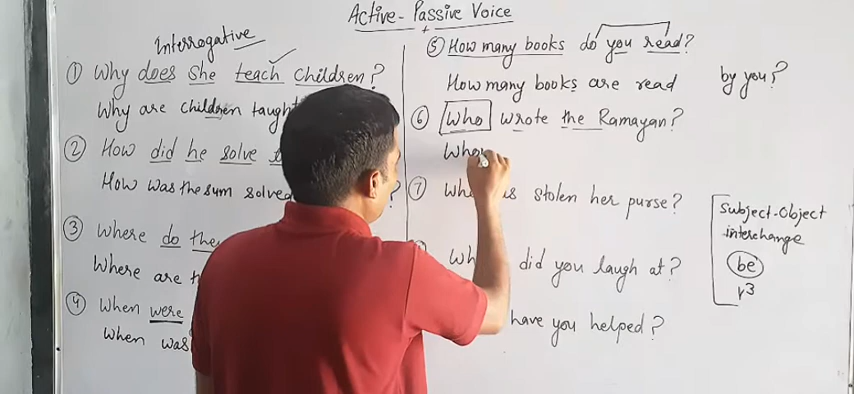 Active-Passive Voice
Interrogative
① Why does she teach children?
Why are children taught
② How did he solve
How was the sum solved ?
③ Where do the
Where are
④ When were
When was
⑤ How many books do you read?
How many books are read by you?
⑥ Who wrote the Ramayan?
⑦ stolen her purse?
did you laugh at?
have you helped?
Subject-Object
interchange
be
v3